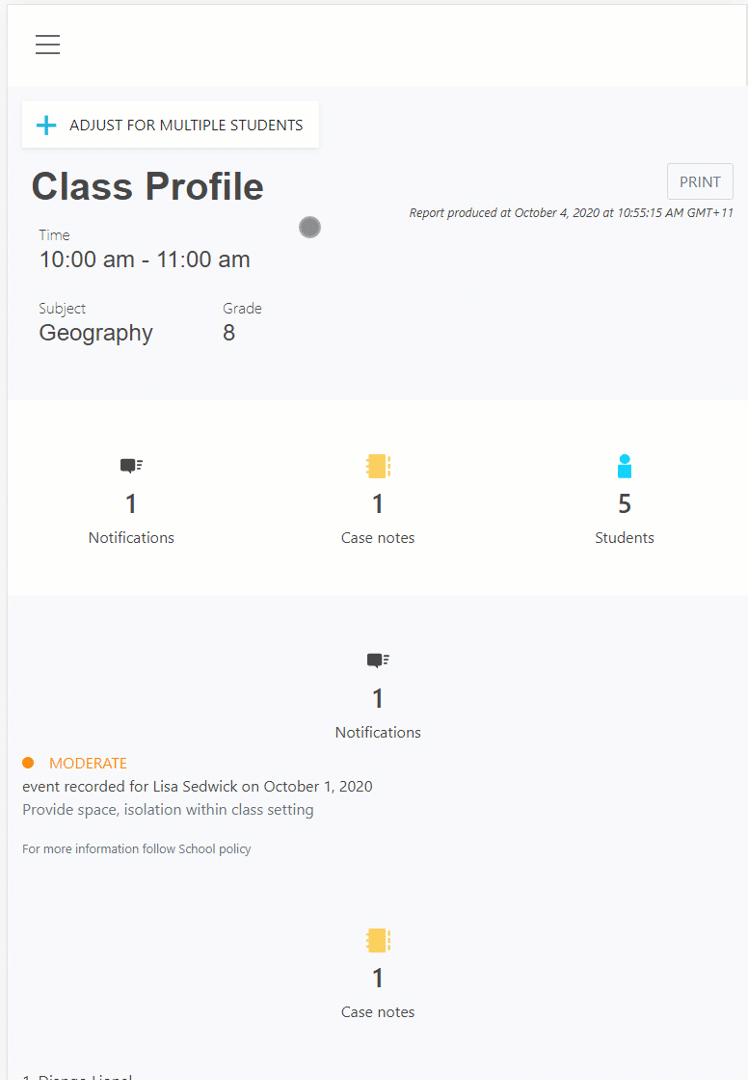 ADJUST FOR MULTIPLE STUDENTS
Class Profile
PRINT
Report produced at October 4, 2020 at 10:55:15 AM GMT+11
Time
10:00 am - 11:00 am
Subject
Grade
Geography
8
1
1
5
Notifications
Case notes
Students
1
Notifications
MODERATE
event recorded for Lisa Sedwick on October 1, 2020
Provide space, isolation within class setting
For more information follow School policy
1
Case notes